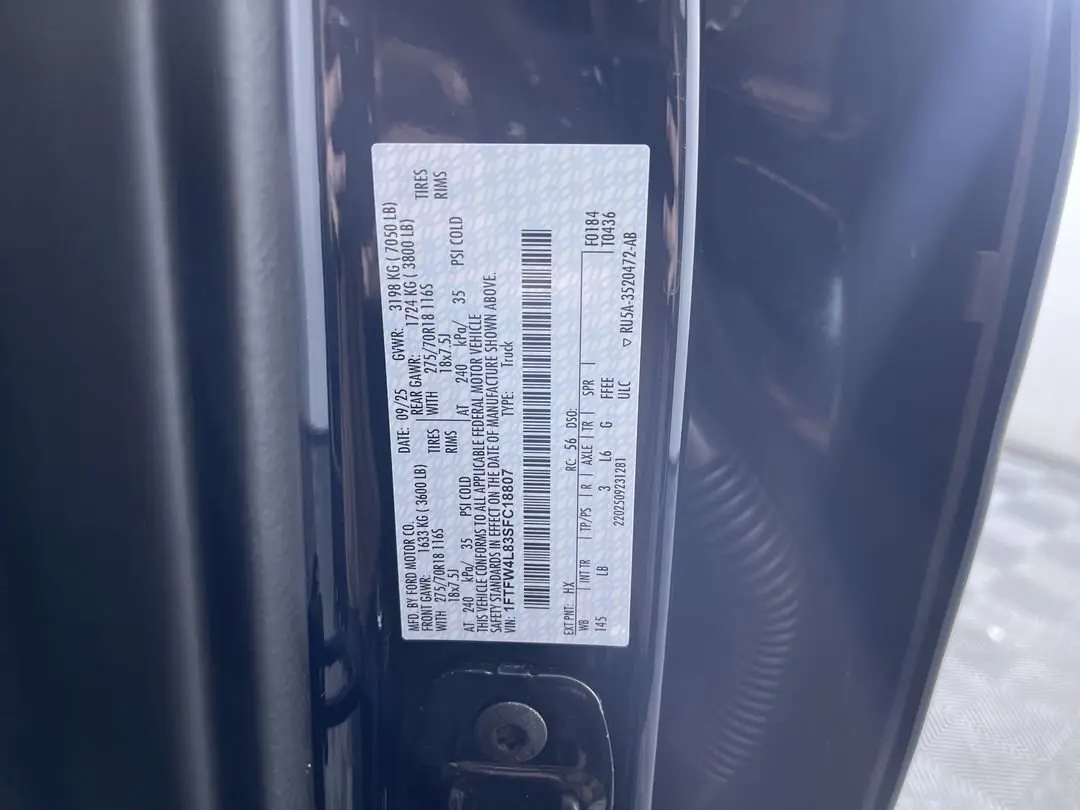 MFD. BY FORD MOTOR CO.
DATE: 09/25 GVWR: 3198 KG ( 7050 LB)
FRONT GAWR: 1633 KG ( 3600 LB)
REAR GAWR: 1724 KG ( 3800 LB)
WITH 275/70R18 116S TIRES
18x7.5J RIMS
AT 240 kPa/ 35 PSI COLD
WITH 275/70R18 116S TIRES
18x7.5J RIMS
AT 240 kPa/ 35 PSI COLD
THIS VEHICLE CONFORMS TO ALL APPLICABLE FEDERAL MOTOR VEHICLE
SAFETY STANDARDS IN EFFECT ON THE DATE OF MANUFACTURE SHOWN ABOVE.
VIN: 1FTFW4L83SFC18807 TYPE: Truck
EXT PNT: HX RC: 56 DSO:
WB | INT TR | TP/PS | R | AXLE | TR | SPR |
F0184
T0436
145 LB 3 L6 G FFEE
ULC
2202509231281
▽ RU5A-3520472-AB